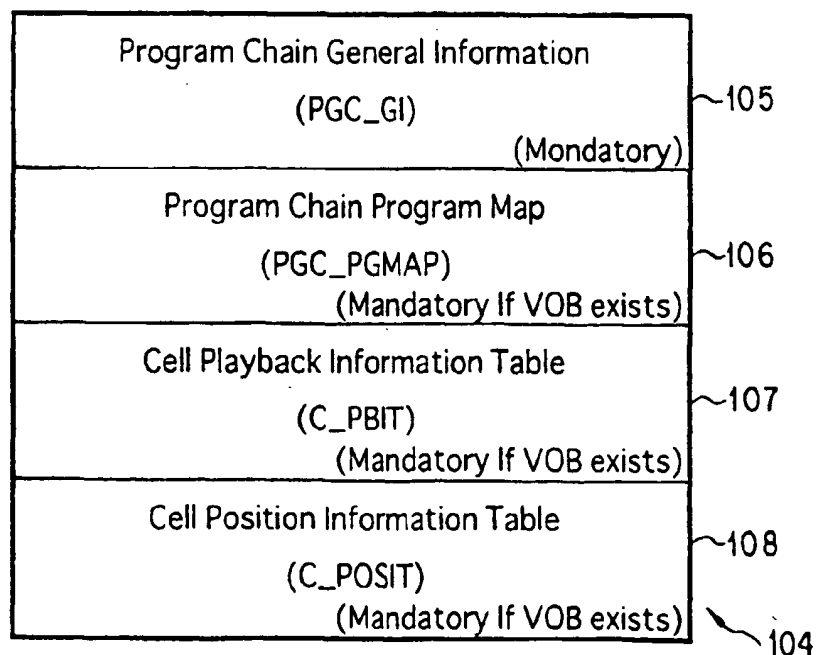 Program Chain General Information
(PGC_GI)
105
(Mondatory)
Program Chain Program Map
(PGC_PGMAP)
106
(Mandatory If VOB exists)
Cell Playback Information Table
(C_PBIT)
107
(Mandatory If VOB exists)
Cell Position Information Table
(C_POSIT)
108
(Mandatory If VOB exists)
104